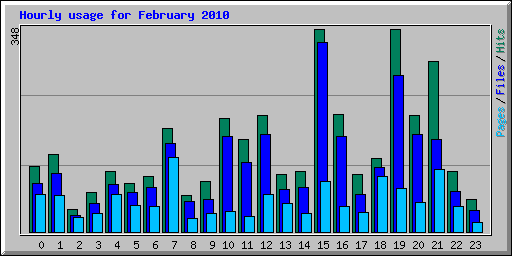 Hourly usage for February 2010
348
Pages / Files / Hits
0 1 2 3 4 5 6 7 8 9 10 11 12 13 14 15 16 17 18 19 20 21 22 23